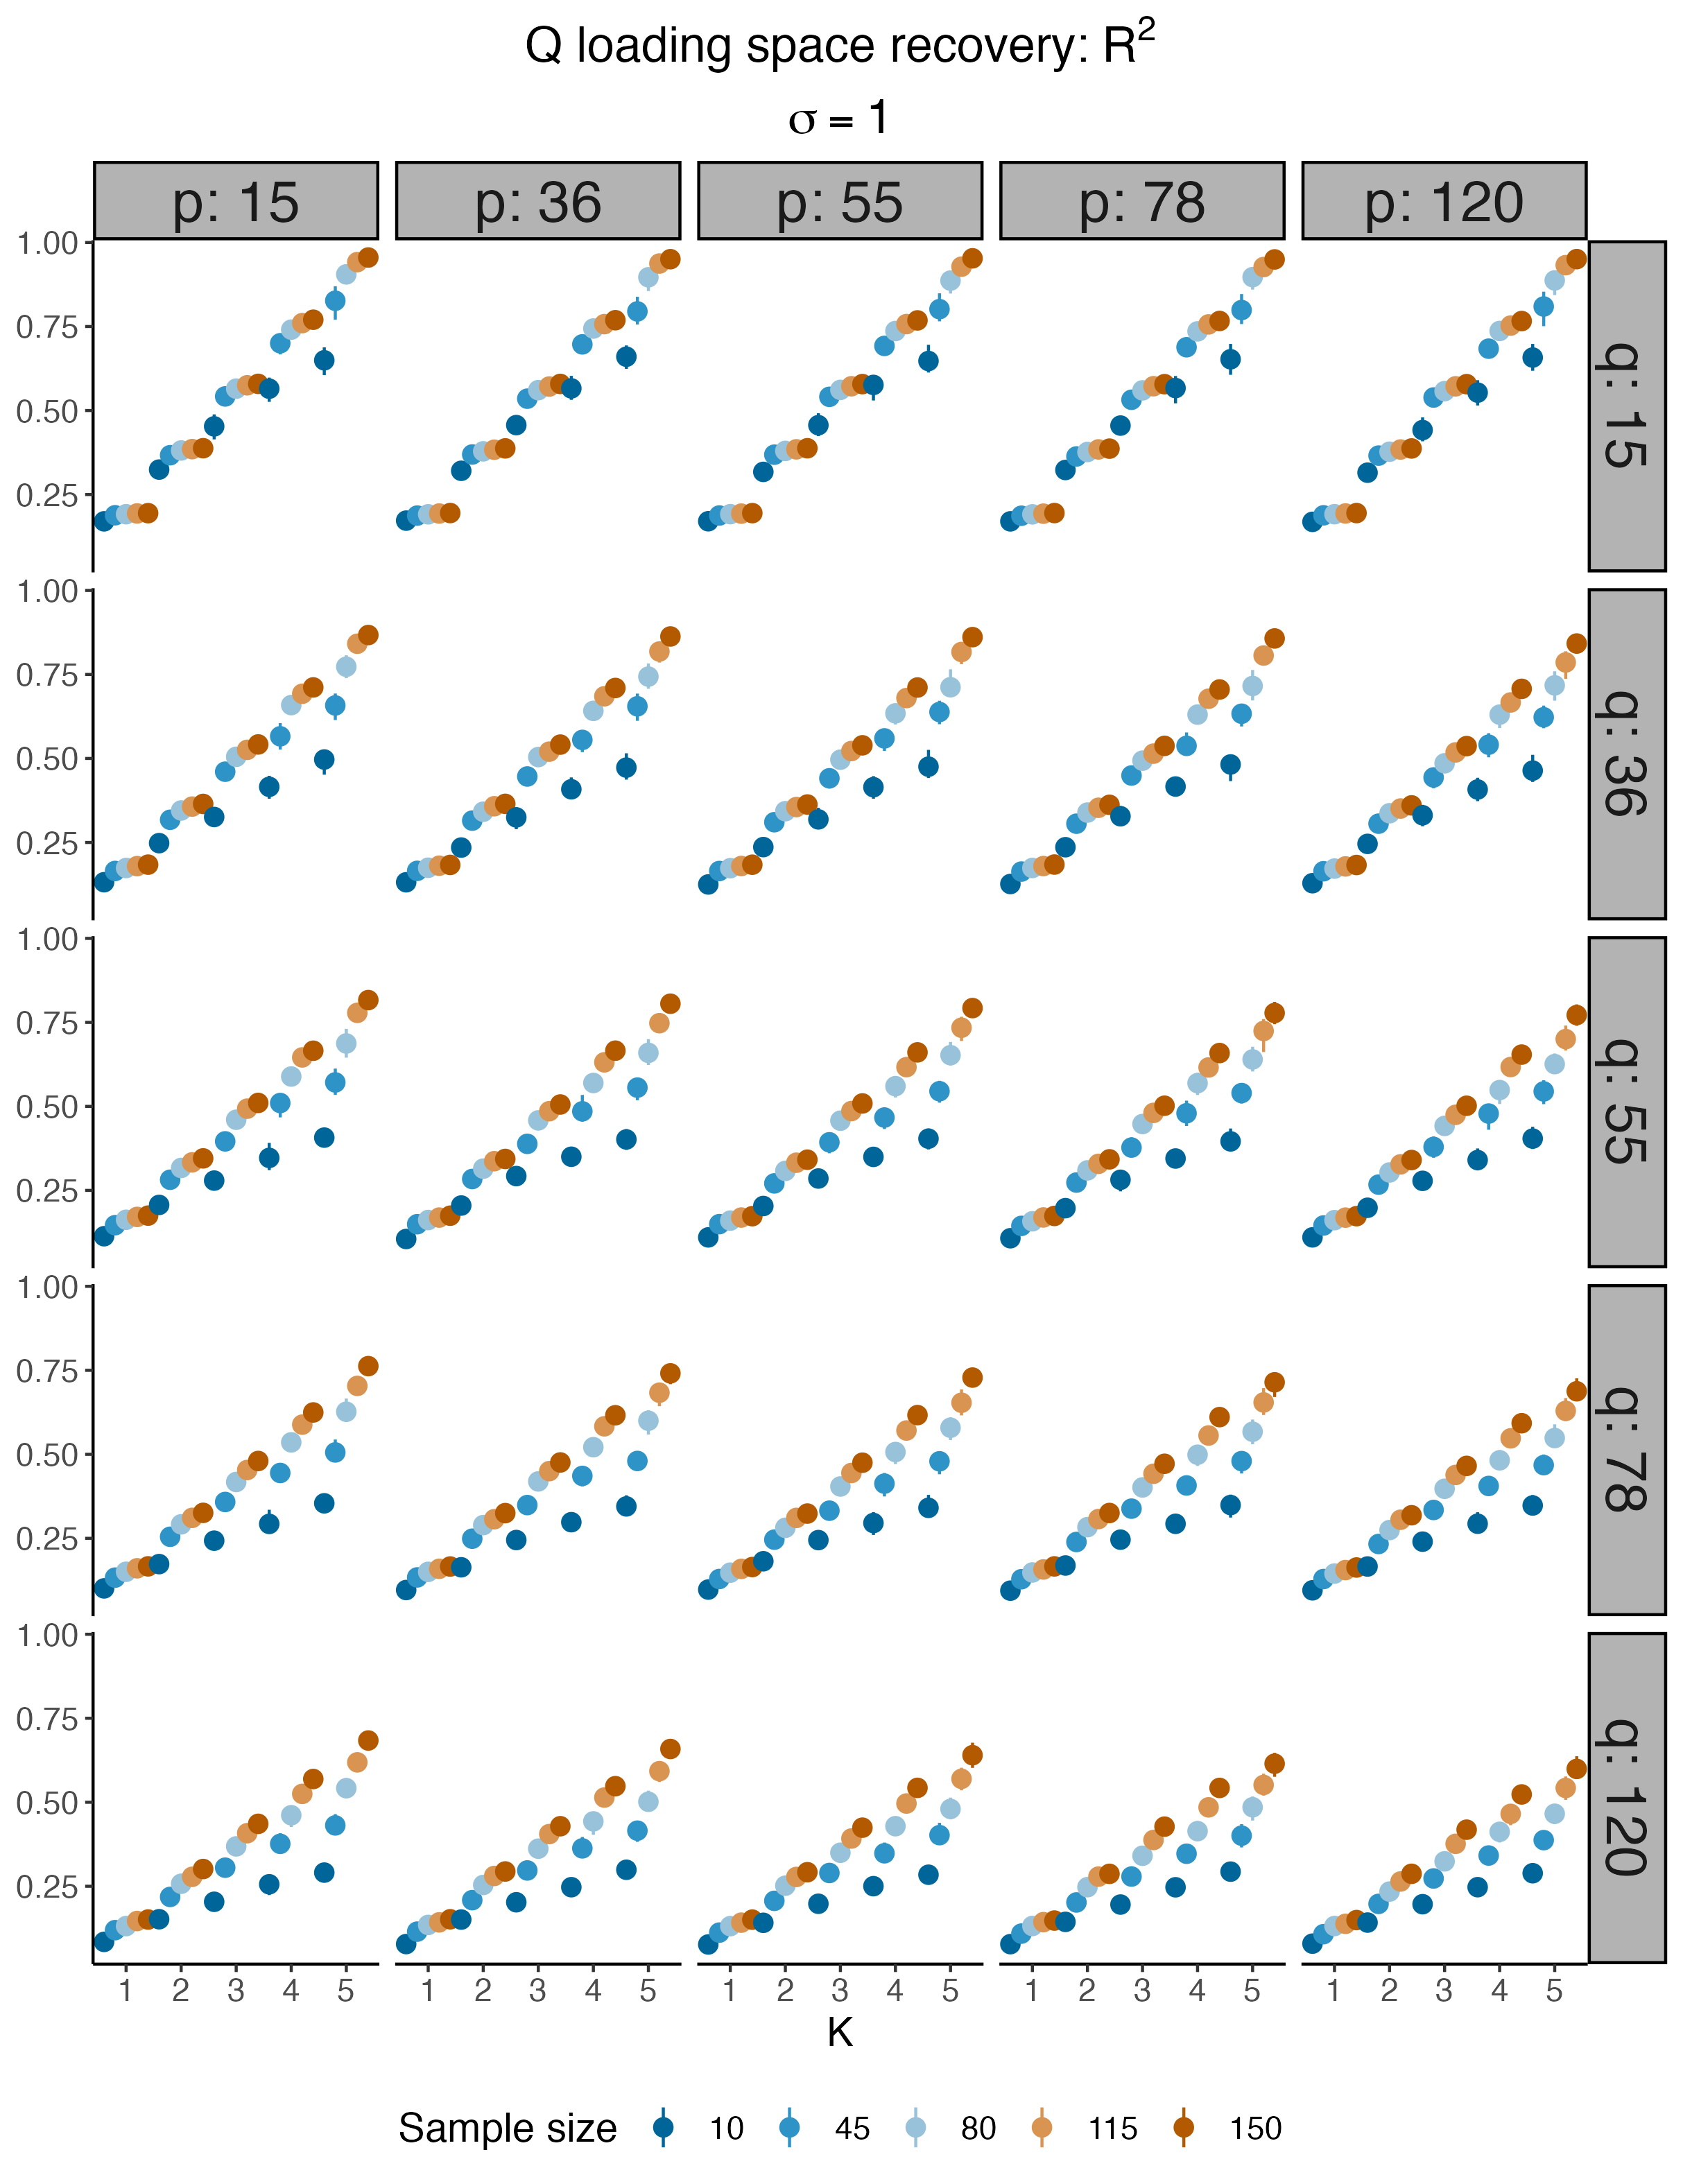 Q loading space recovery: R²
σ = 1
p: 15 p: 36 p: 55 p: 78 p: 120
1.00
0.75
0.50
0.25
q: 15
1.00
0.75
0.50
0.25
q: 36
1.00
0.75
0.50
0.25
q: 55
1.00
0.75
0.50
0.25
q: 78
1.00
0.75
0.50
0.25
q: 120
1 2 3 4 5 1 2 3 4 5 1 2 3 4 5 1 2 3 4 5 1 2 3 4 5
K
Sample size 10 45 80 115 150